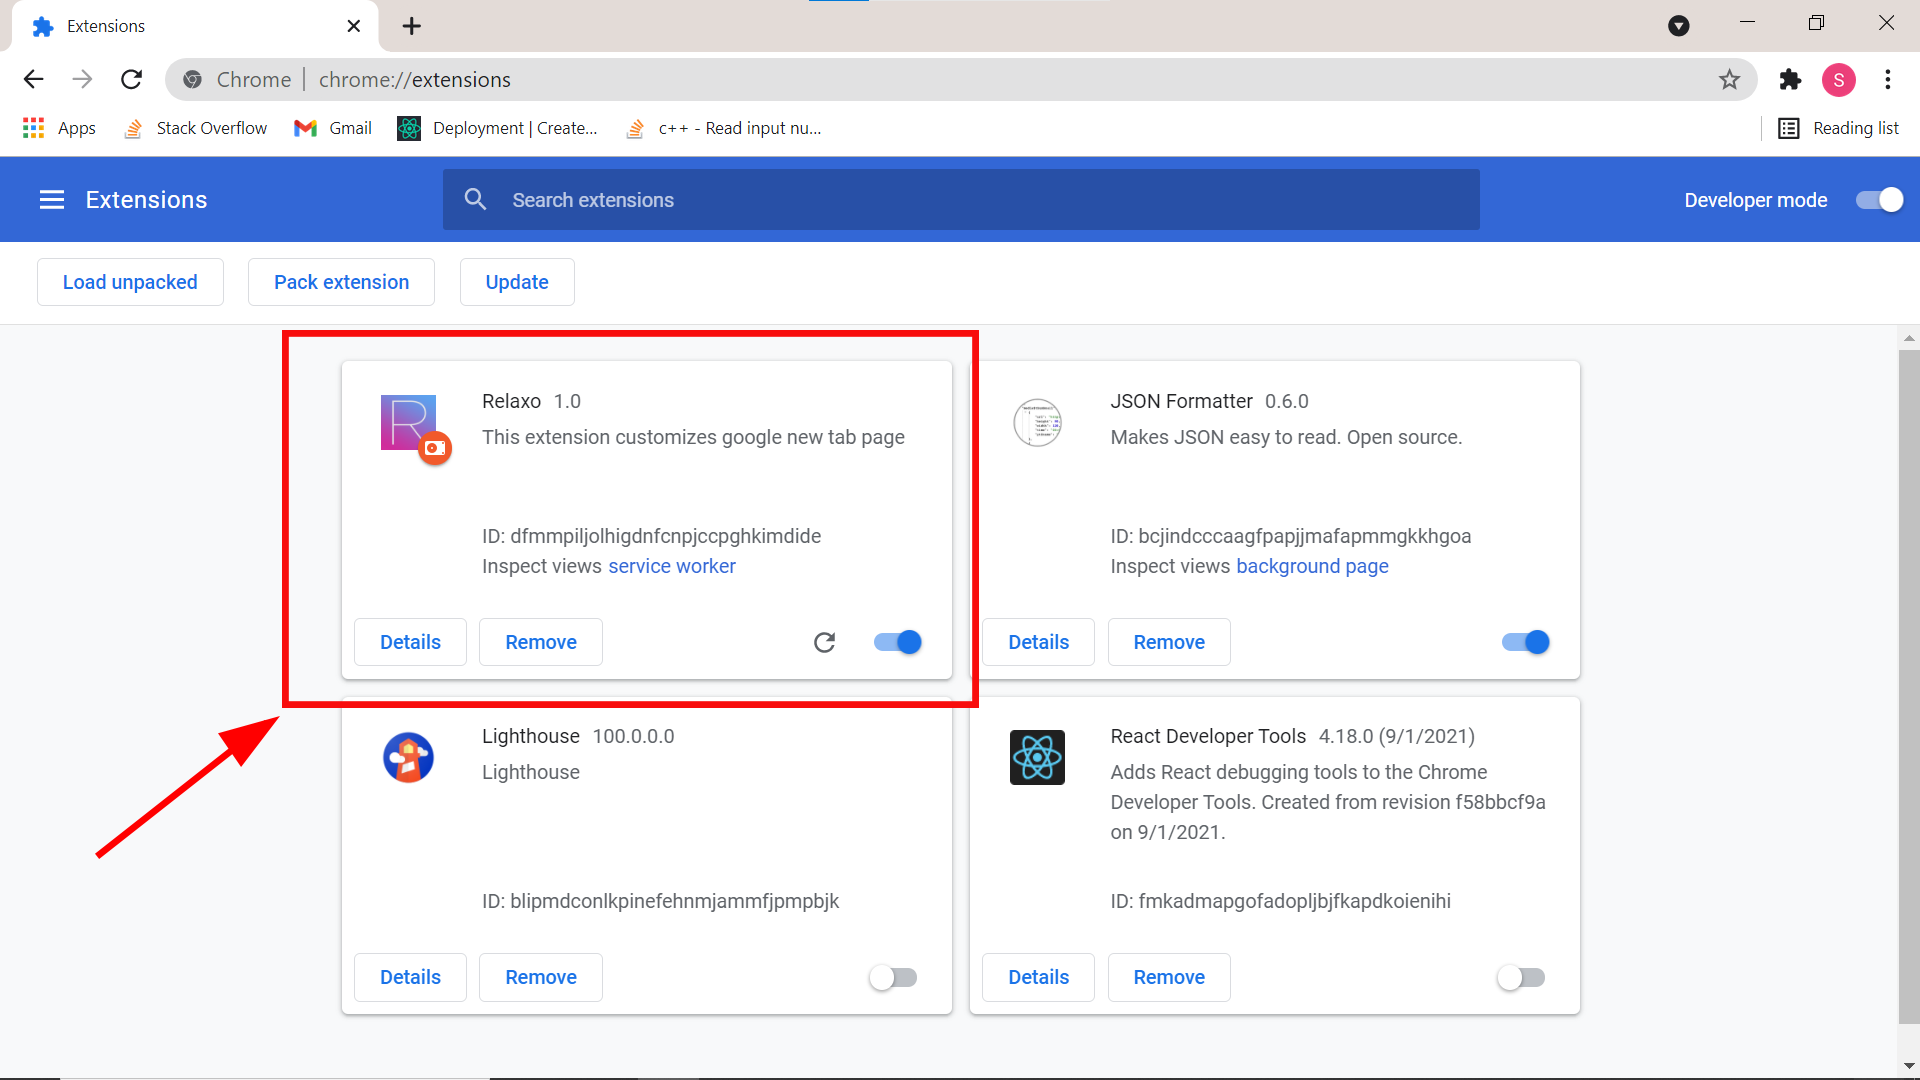 Extensions
Chrome | chrome://extensions
S
Apps Stack Overflow Gmail Deployment | Create... c++ - Read input nu... Reading list
Extensions Search extensions Developer mode
Load unpacked Pack extension Update
R
Relaxo 1.0
This extension customizes google new tab page
ID: dfmmpiljolhigdnfcnpjccpghkimdide
Inspect views service worker
Details Remove
JSON Formatter 0.6.0
Makes JSON easy to read. Open source.
ID: bcjindcccaagfpapjjmafapmmgkkhgoa
Inspect views background page
Details Remove
Lighthouse 100.0.0.0
Lighthouse
ID: blipmdconlkpinefehnmjammfjpmpbjk
Details Remove
React Developer Tools 4.18.0 (9/1/2021)
Adds React debugging tools to the Chrome
Developer Tools. Created from revision f58bbcf9a
on 9/1/2021.
ID: fmkadmapgofadopljbjfkapdkoienihi
Details Remove